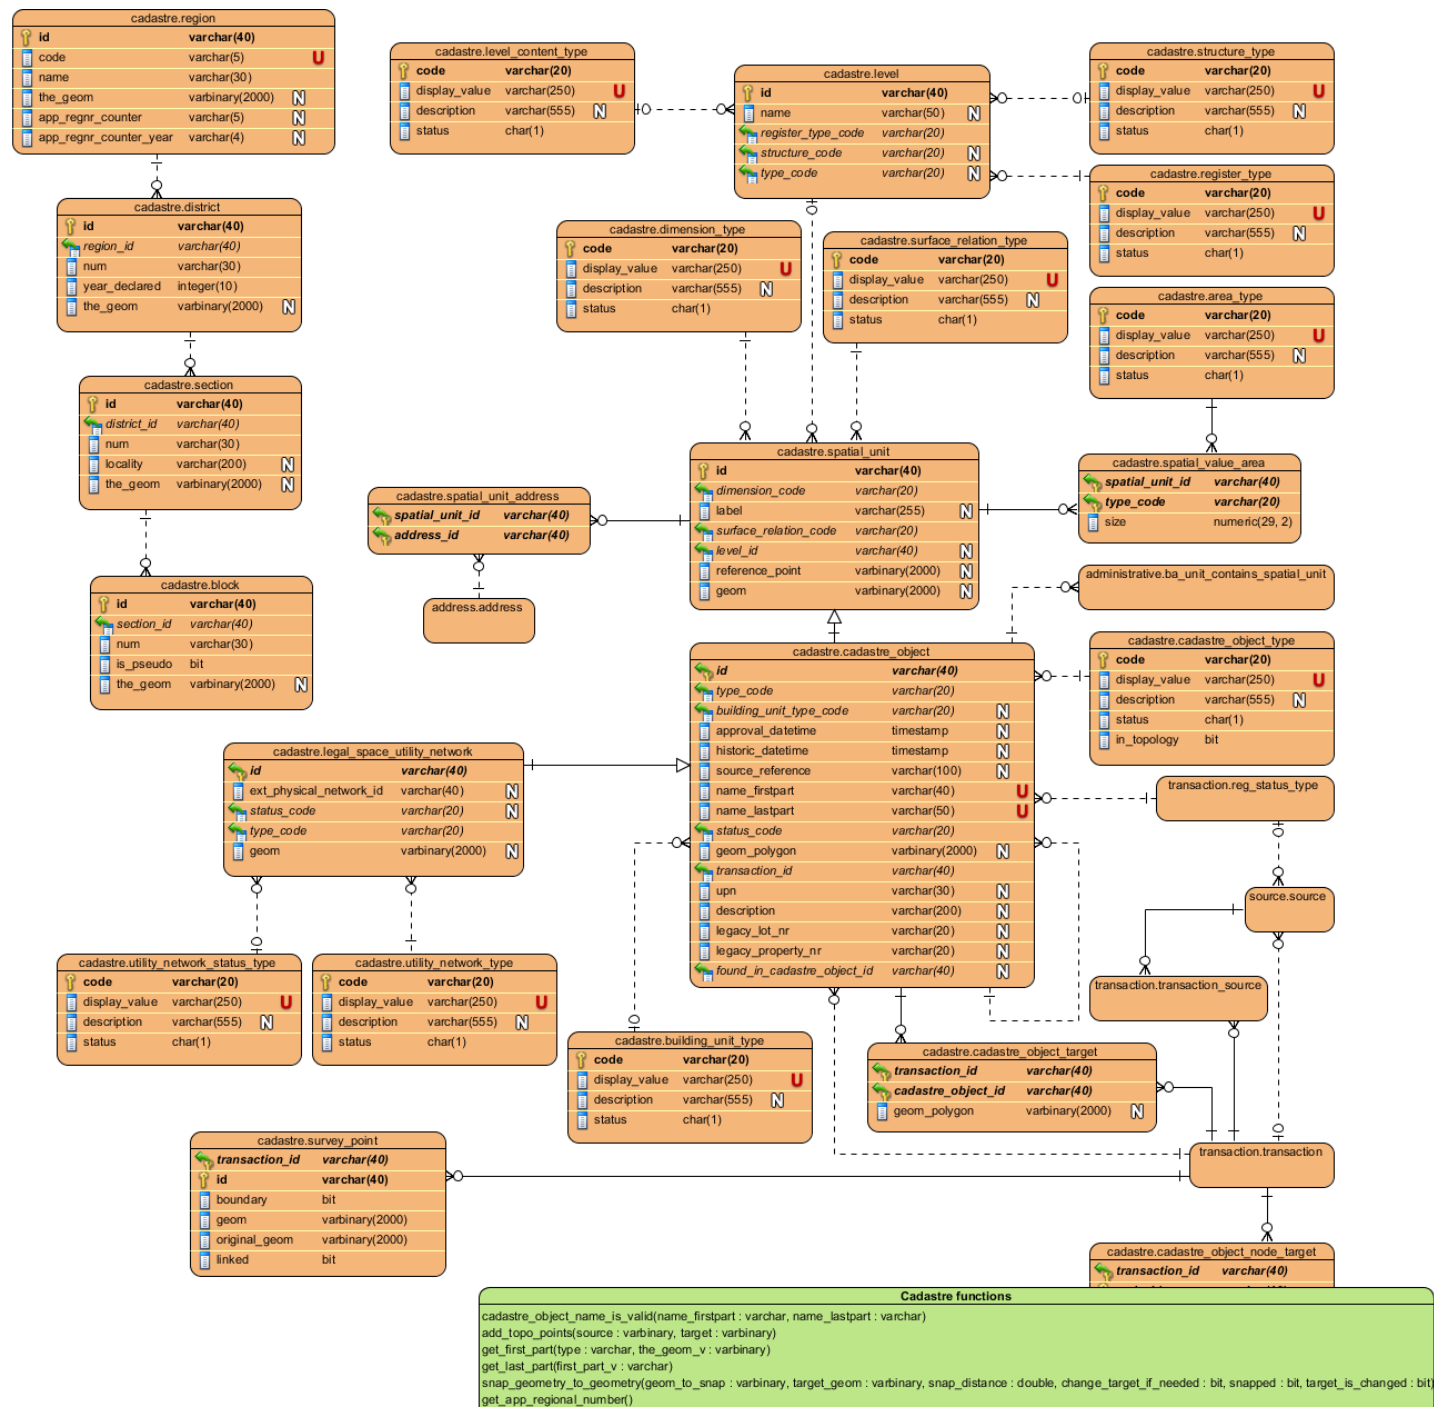 cadastre.region
id varchar(40)
code varchar(5) U
name varchar(30)
the_geom varbinary(2000) N
app_regnr_counter varchar(5) N
app_regnr_counter_year varchar(4) N
cadastre.district
id varchar(40)
region_id varchar(40)
num varchar(30)
year_declared integer(10)
the_geom varbinary(2000) N
cadastre.section
id varchar(40)
district_id varchar(40)
num varchar(30)
locality varchar(200) N
the_geom varbinary(2000) N
cadastre.block
id varchar(40)
section_id varchar(40)
num varchar(30)
is_pseudo bit
the_geom varbinary(2000) N
cadastre.level_content_type
code varchar(20)
display_value varchar(250) U
description varchar(555) N
status char(1)
cadastre.level
id varchar(40)
name varchar(50) N
register_type_code varchar(20)
structure_code varchar(20) N
type_code varchar(20) N
cadastre.structure_type
code varchar(20)
display_value varchar(250) U
description varchar(555) N
status char(1)
cadastre.register_type
code varchar(20)
display_value varchar(250) U
description varchar(555) N
status char(1)
cadastre.dimension_type
code varchar(20)
display_value varchar(250) U
description varchar(555) N
status char(1)
cadastre.surface_relation_type
code varchar(20)
display_value varchar(250) U
description varchar(555) N
status char(1)
cadastre.area_type
code varchar(20)
display_value varchar(250) U
description varchar(555) N
status char(1)
cadastre.spatial_unit
id varchar(40)
dimension_code varchar(20)
label varchar(255) N
surface_relation_code varchar(20)
level_id varchar(40) N
reference_point varbinary(2000) N
geom varbinary(2000) N
cadastre.spatial_value_area
spatial_unit_id varchar(40)
type_code varchar(20)
size numeric(29, 2)
cadastre.spatial_unit_address
spatial_unit_id varchar(40)
address_id varchar(40)
address.address
administrative.ba_unit_contains_spatial_unit
cadastre.cadastre_object
id varchar(40)
type_code varchar(20)
building_unit_type_code varchar(20) N
approval_datetime timestamp N
historic_datetime timestamp N
source_reference varchar(100) N
name_firstpart varchar(40) U
name_lastpart varchar(50) U
status_code varchar(20)
geom_polygon varbinary(2000) N
transaction_id varchar(40)
upn varchar(30) N
description varchar(200) N
legacy_lot_nr varchar(20) N
legacy_property_nr varchar(20) N
found_in_cadastre_object_id varchar(40) N
cadastre.cadastre_object_type
code varchar(20)
display_value varchar(250) U
description varchar(555) N
status char(1)
in_topology bit
cadastre.legal_space_utility_network
id varchar(40)
ext_physical_network_id varchar(40) N
status_code varchar(20) N
type_code varchar(20)
geom varbinary(2000) N
transaction.reg_status_type
source.source
transaction.transaction_source
cadastre.utility_network_status_type
code varchar(20)
display_value varchar(250) U
description varchar(555) N
status char(1)
cadastre.utility_network_type
code varchar(20)
display_value varchar(250) U
description varchar(555) N
status char(1)
cadastre.building_unit_type
code varchar(20)
display_value varchar(250) U
description varchar(555) N
status char(1)
cadastre.cadastre_object_target
transaction_id varchar(40)
cadastre_object_id varchar(40)
geom_polygon varbinary(2000) N
transaction.transaction
cadastre.survey_point
transaction_id varchar(40)
id varchar(40)
boundary bit
geom varbinary(2000)
original_geom varbinary(2000)
linked bit
cadastre.cadastre_object_node_target
transaction_id varchar(40)
Cadastre functions
cadastre_object_name_is_valid(name_firstpart : varchar, name_lastpart : varchar)
add_topo_points(source : varbinary, target : varbinary)
get_first_part(type : varchar, the_geom_v : varbinary)
get_last_part(first_part_v : varchar)
snap_geometry_to_geometry(geom_to_snap : varbinary, target_geom : varbinary, snap_distance : double, change_target_if_needed : bit, snapped : bit, target_is_changed : bit)
get_app_regional_number()